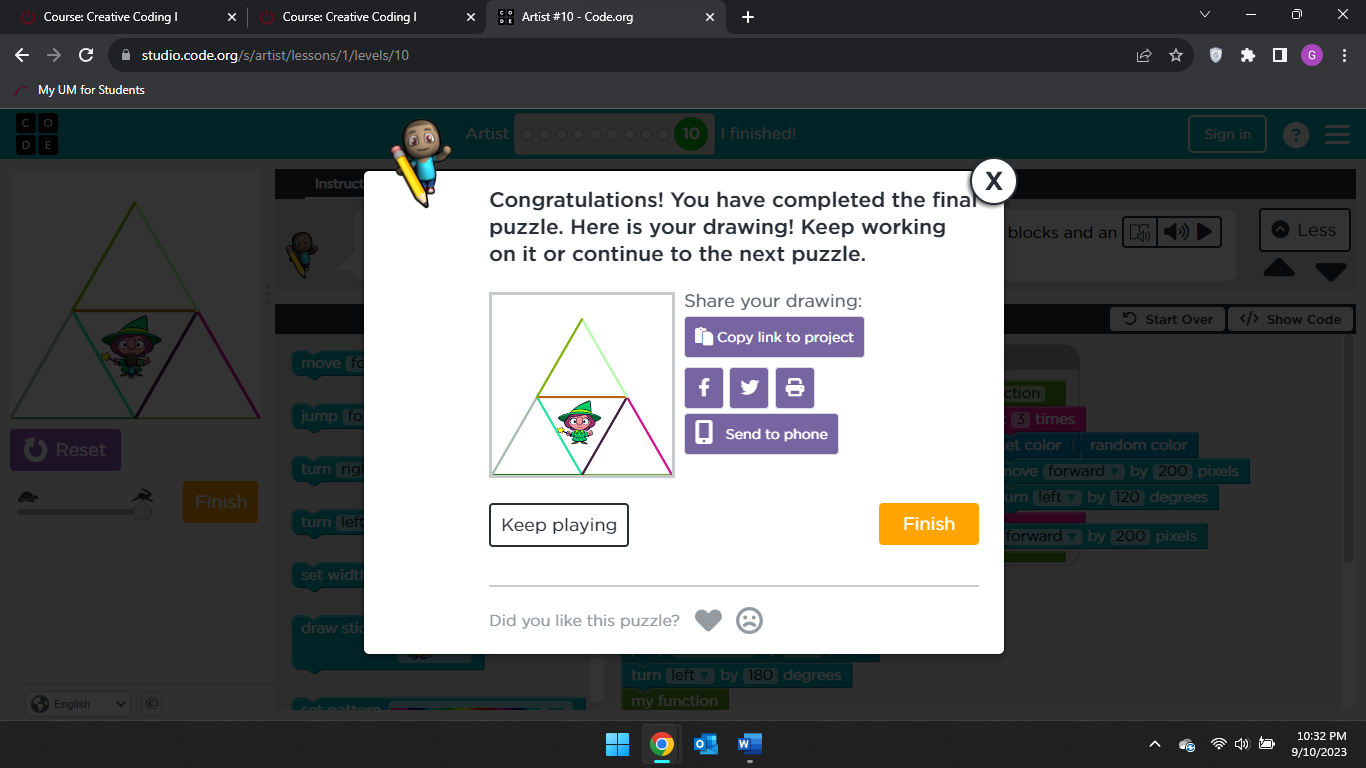 Course: Creative Coding I
Course: Creative Coding I
Artist #10 - Code.org
studio.code.org/s/artist/lessons/1/levels/10
G
My UM for Students
C O
D E
Artist
10
I finished!
Sign in
?
Instruct
blocks and an
Less
Congratulations! You have completed the final
puzzle. Here is your drawing! Keep working
on it or continue to the next puzzle.
Start Over
</> Show Code
Share your drawing:
Copy link to project
Send to phone
Keep playing
Finish
Did you like this puzzle?
Reset
Finish
move fo
jump fo
turn righ
turn left
set width
draw stic
set pattern
ction
3 times
et color random color
ove forward by 200 pixels
urn left by 120 degrees
forward by 200 pixels
turn left by 180 degrees
my function
English
©
10:32 PM
9/10/2023